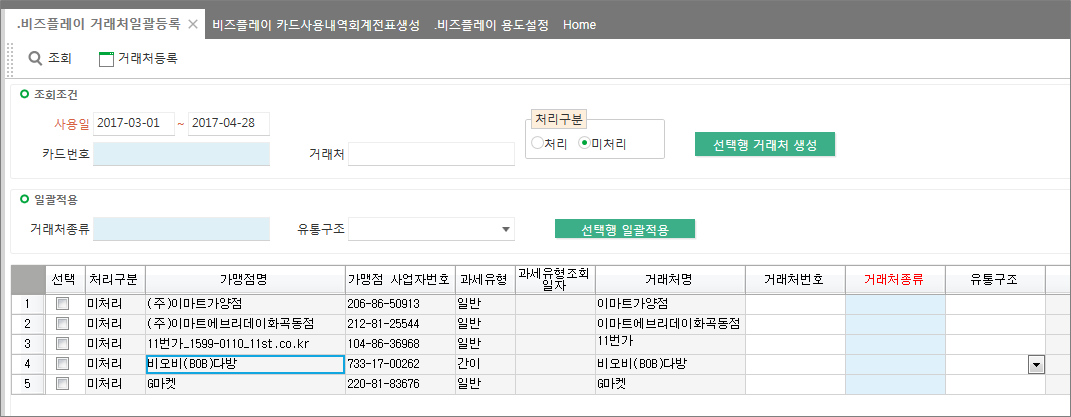 .비즈플레이 거래처일괄등록 비즈플레이 카드사용내역회계전표생성 .비즈플레이 용도설정 Home
조회 거래처등록
조회조건
사용일 2017-03-01 ~ 2017-04-28 처리구분
처리 미처리
카드번호 거래처 선택행 거래처 생성
일괄적용
거래처종류 유통구조 선택행 일괄적용
선택 처리구분 가맹점명 가맹점 사업자번호 과세유형 과세유형조회 거래처명 거래처번호 거래처종류 유통구조
일자
1 미처리 (주)이마트가양점 206-86-50913 일반 이마트가양점
2 미처리 (주)이마트에브리데이화곡동점 212-81-25544 일반 이마트에브리데이화곡동점
3 미처리 11번가_1599-0110_11st.co.kr 104-86-36968 일반 11번가
4 미처리 비오비(BOB)다방 733-17-00262 간이 비오비(BOB)다방
5 미처리 G마켓 220-81-83676 일반 G마켓